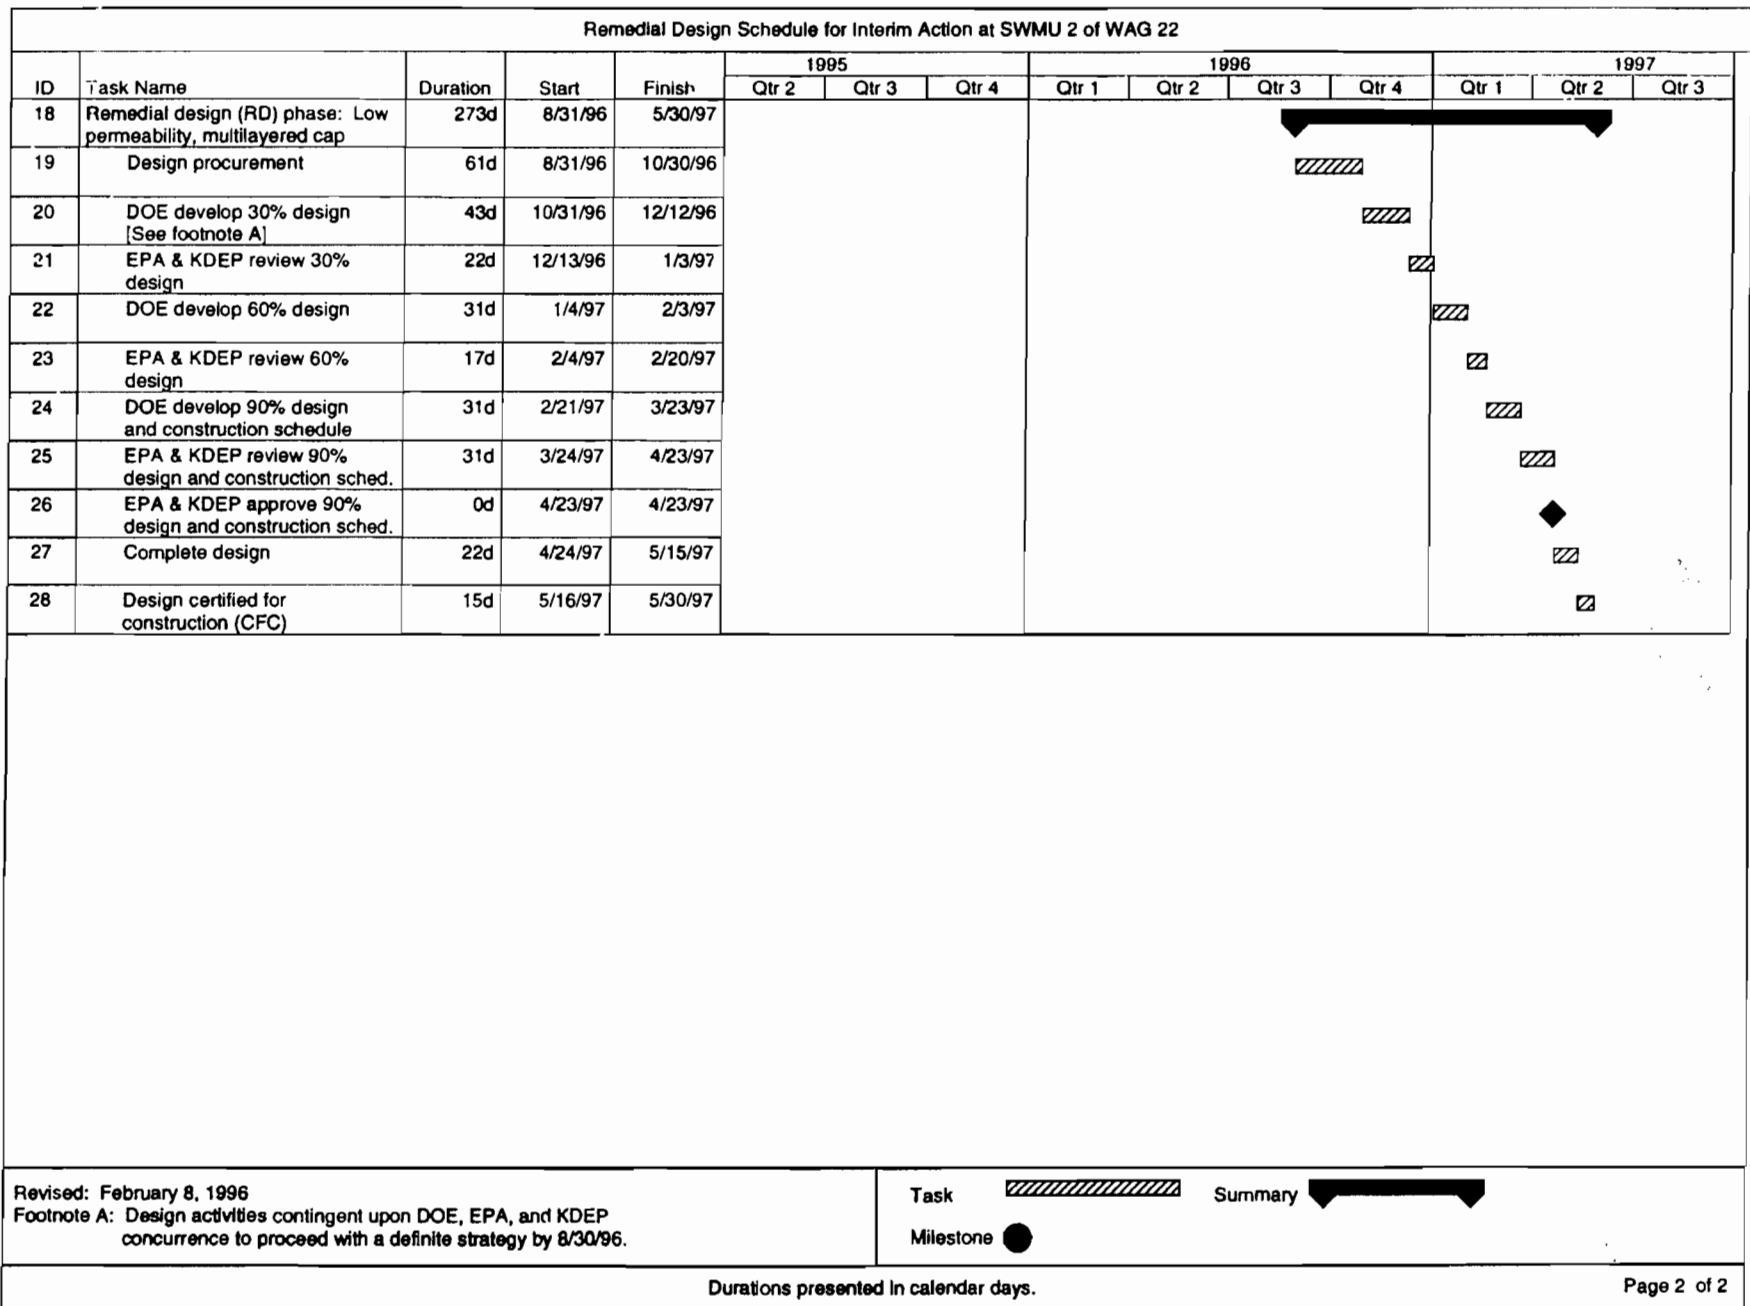 Remedial Design Schedule for Interim Action at SWMU 2 of WAG 22
1995 1996 1997
ID Task Name Duration Start Finish Qtr 2 Qtr 3 Qtr 4 Qtr 1 Qtr 2 Qtr 3 Qtr 4 Qtr 1 Qtr 2 Qtr 3
18 Remedial design (RD) phase: Low 273d 8/31/96 5/30/97
permeability, multilayered cap
19 Design procurement 61d 8/31/96 10/30/96
20 DOE develop 30% design 43d 10/31/96 12/12/96
[See footnote A]
21 EPA & KDEP review 30% 22d 12/13/96 1/3/97
design
22 DOE develop 60% design 31d 1/4/97 2/3/97
23 EPA & KDEP review 60% 17d 2/4/97 2/20/97
design
24 DOE develop 90% design 31d 2/21/97 3/23/97
and construction schedule
25 EPA & KDEP review 90% 31d 3/24/97 4/23/97
design and construction sched.
26 EPA & KDEP approve 90% 0d 4/23/97 4/23/97
design and construction sched.
27 Complete design 22d 4/24/97 5/15/97
28 Design certified for 15d 5/16/97 5/30/97
construction (CFC)
Revised: February 8, 1996
Footnote A: Design activities contingent upon DOE, EPA, and KDEP
concurrence to proceed with a definite strategy by 8/30/96.
Task Summary
Milestone
Durations presented in calendar days.
Page 2 of 2